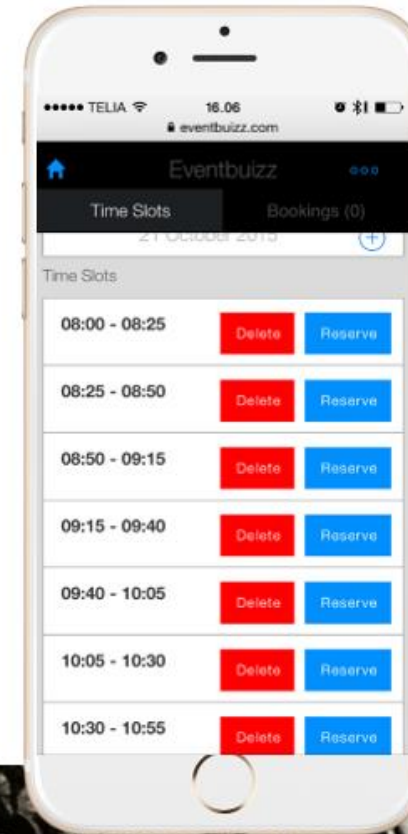 TELIA 16.06
eventbuizz.com
Eventbuizz
Time Slots Bookings (0)
21 October 2015
Time Slots
08:00 - 08:25 Delete Reserve
08:25 - 08:50 Delete Reserve
08:50 - 09:15 Delete Reserve
09:15 - 09:40 Delete Reserve
09:40 - 10:05 Delete Reserve
10:05 - 10:30 Delete Reserve
10:30 - 10:55 Delete Reserve